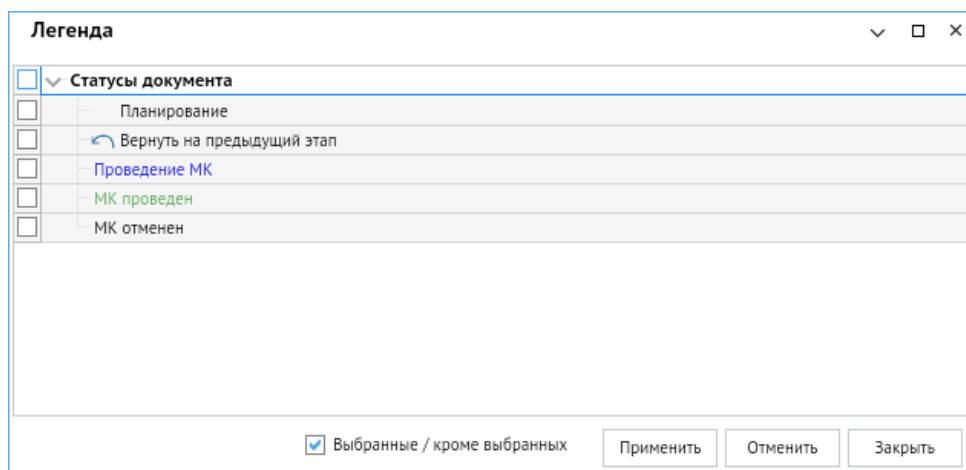 Легенда
Статусы документа
Планирование
Вернуть на предыдущий этап
Проведение МК
МК проведен
МК отменен
Выбранные / кроме выбранных
Применить
Отменить
Закрыть